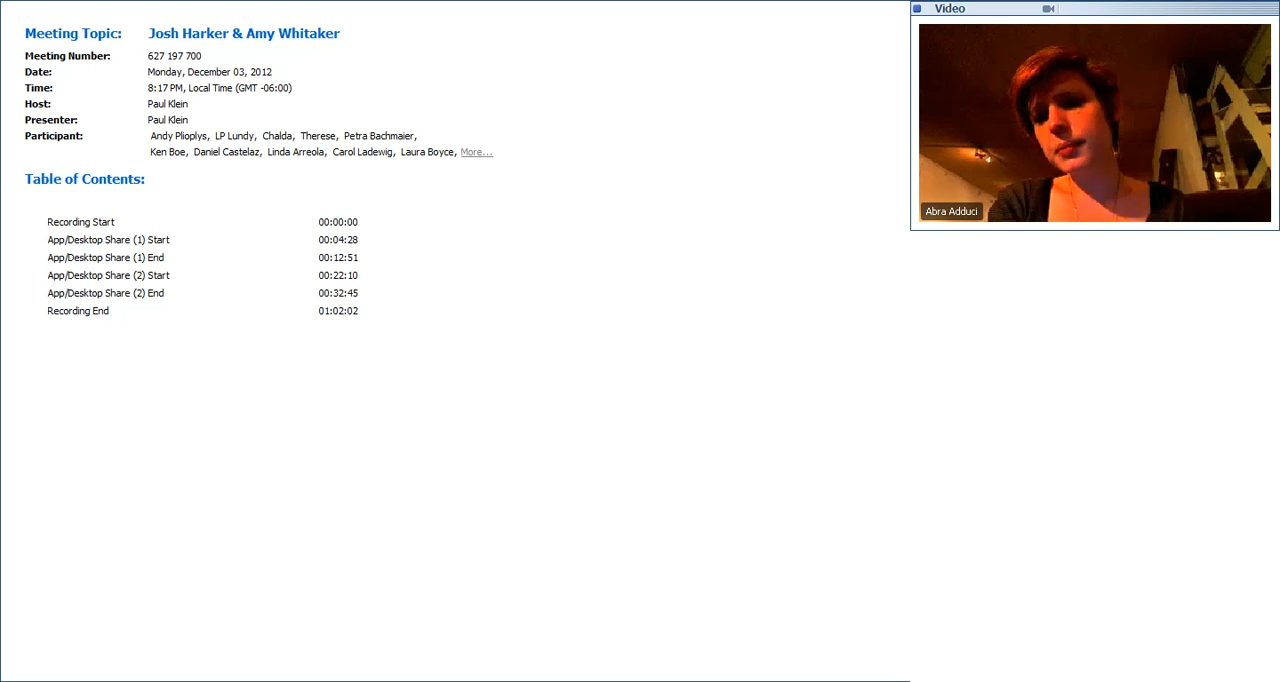 Meeting Topic: Josh Harker & Amy Whitaker
Meeting Number: 627 197 700
Date: Monday, December 03, 2012
Time: 8:17 PM, Local Time (GMT -06:00)
Host: Paul Klein
Presenter: Paul Klein
Participant: Andy Plioplys, LP Lundy, Chalda, Therese, Petra Bachmaier,
Ken Boe, Daniel Castelaz, Linda Arreola, Carol Ladewig, Laura Boyce, More...
Table of Contents:
Recording Start 00:00:00
App/Desktop Share (1) Start 00:04:28
App/Desktop Share (1) End 00:12:51
App/Desktop Share (2) Start 00:22:10
App/Desktop Share (2) End 00:32:45
Recording End 01:02:02
Video
Abra Adduci